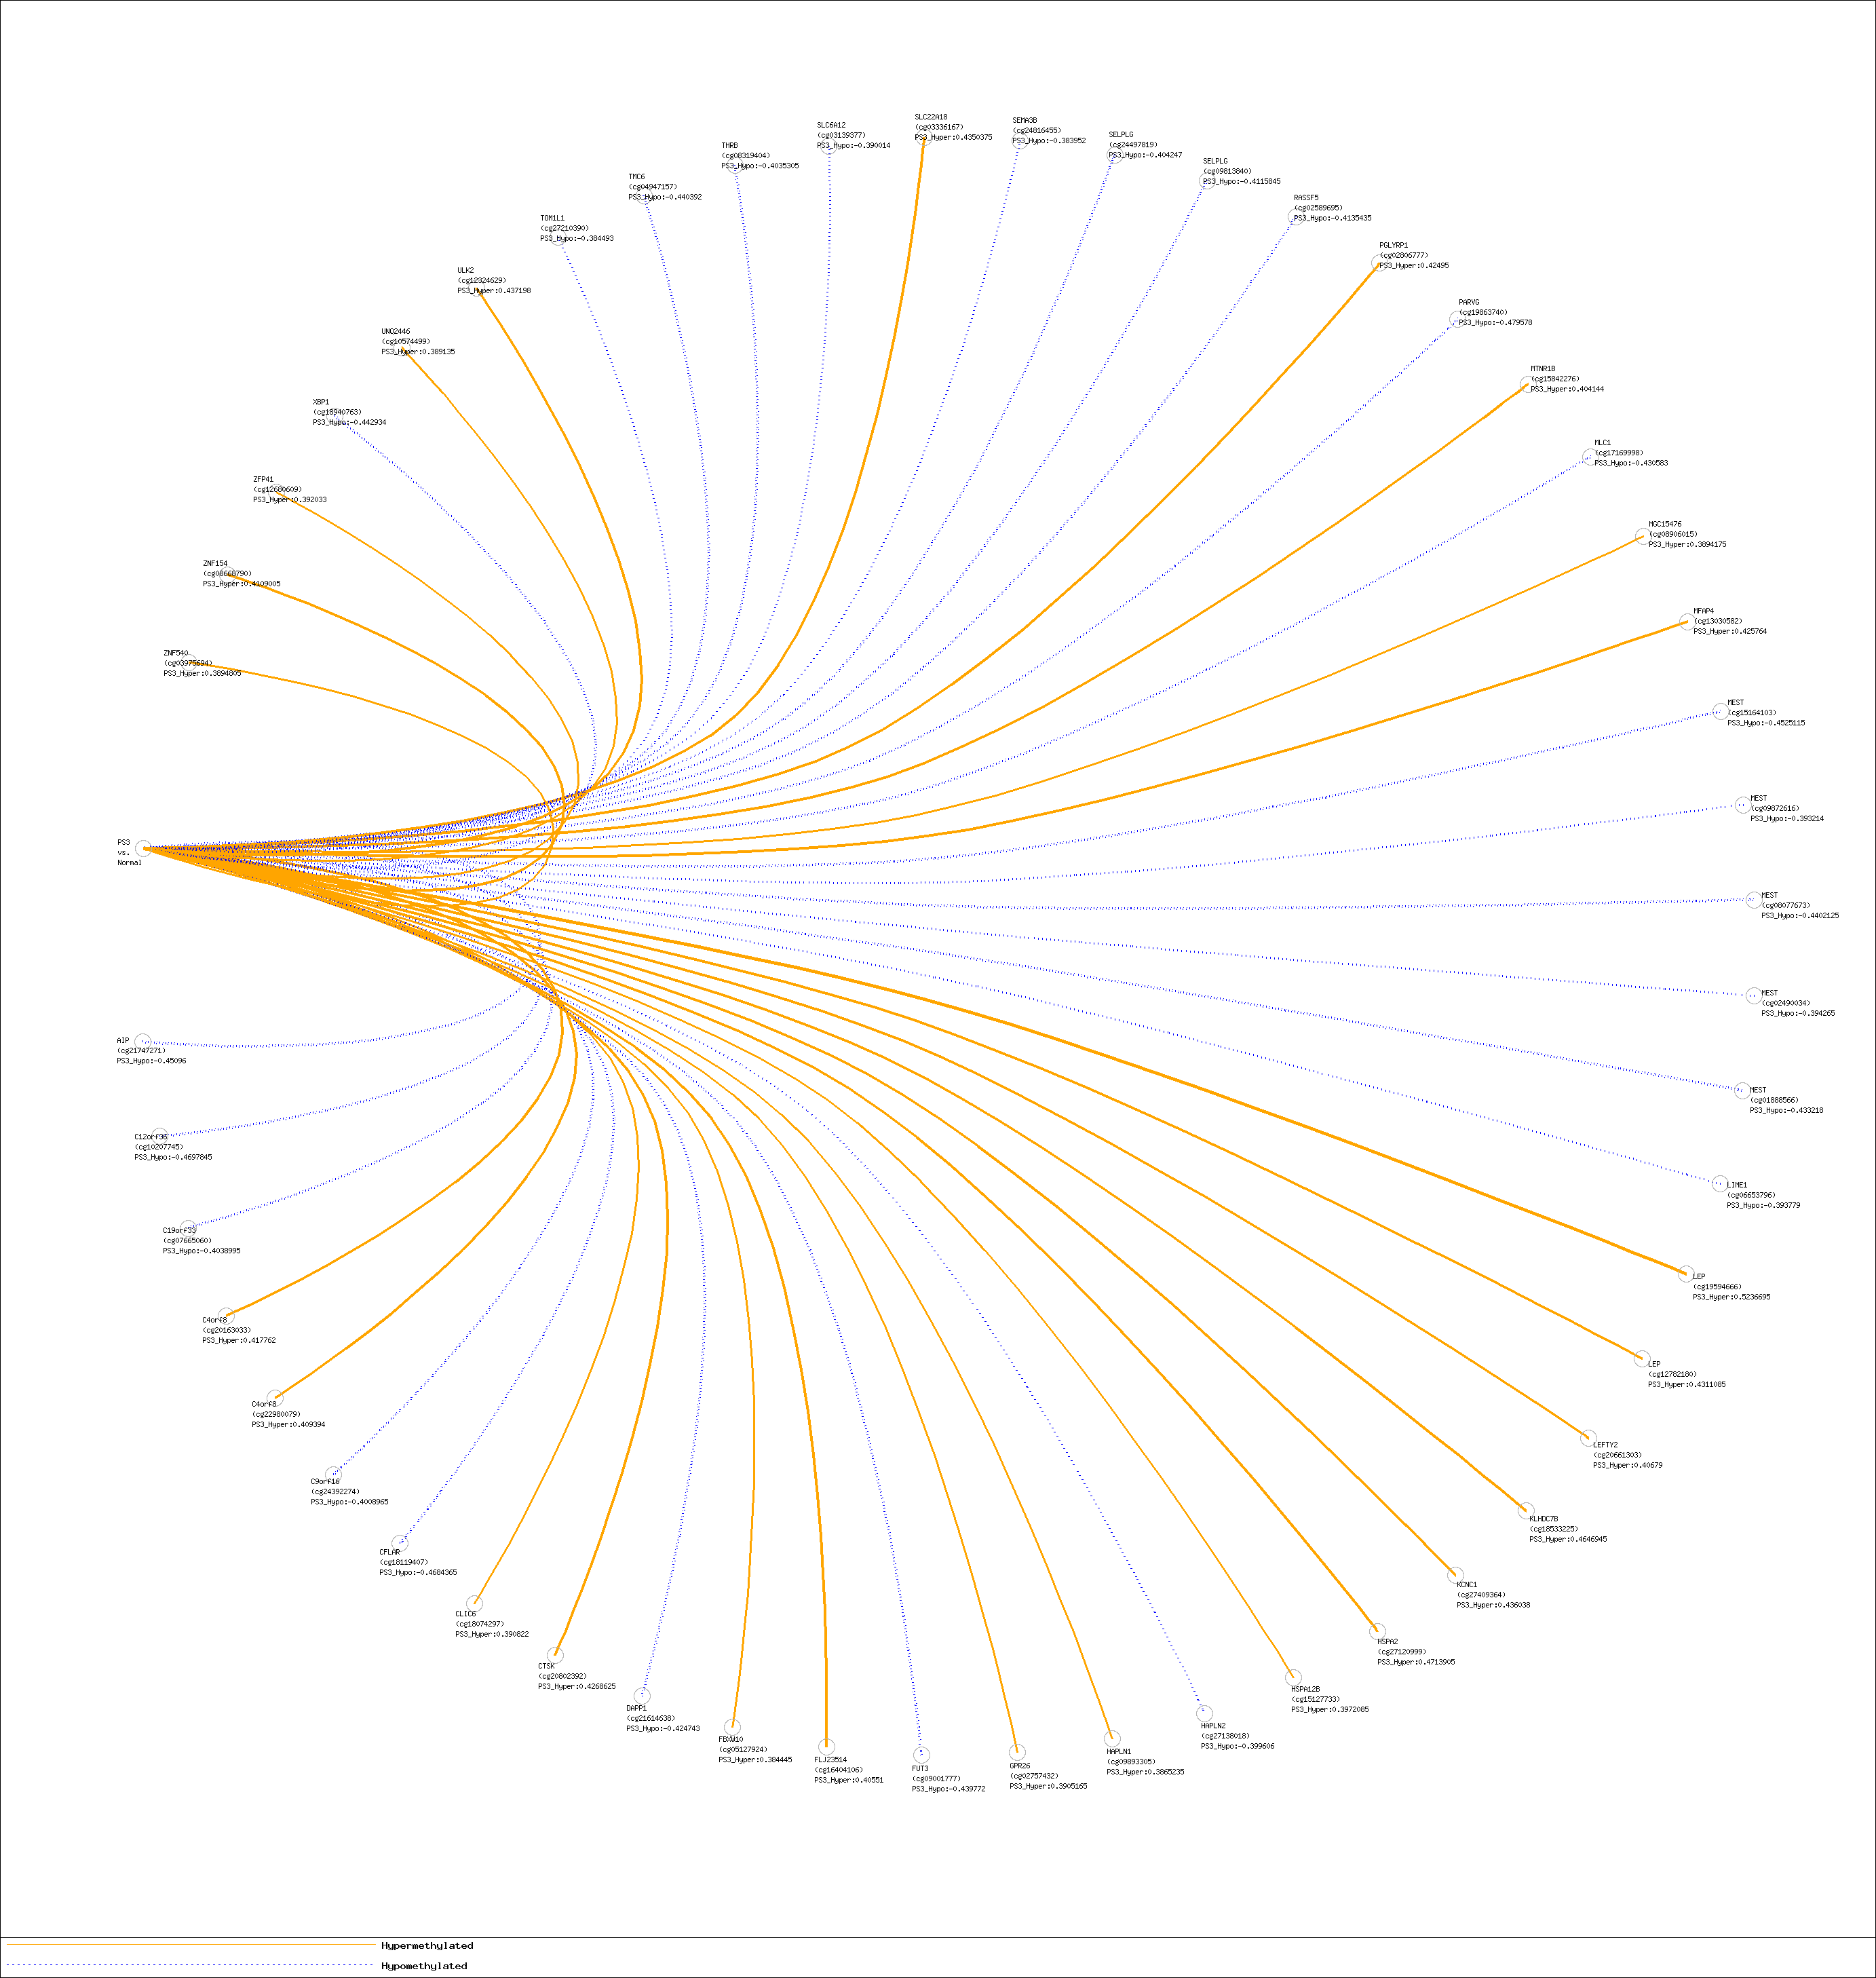 SLC22A18
(cg03336167)
PS3_Hyper:0.4350375
SEMA3B
(cg24816455)
PS3_Hypo:-0.383952
SELPLG
(cg24497819)
PS3_Hypo:-0.404247
SELPLG
(cg09813840)
PS3_Hypo:-0.4115845
RASSF5
(cg02589695)
PS3_Hypo:-0.4135435
PGLYRP1
(cg02806777)
PS3_Hyper:0.42495
PARVG
(cg19863740)
PS3_Hypo:-0.479578
MTNR1B
(cg15842276)
PS3_Hyper:0.404144
MLC1
(cg17169998)
PS3_Hypo:-0.430583
MGC15476
(cg08906015)
PS3_Hyper:0.3894175
MFAP4
(cg13030582)
PS3_Hyper:0.425764
MEST
(cg15164103)
PS3_Hypo:-0.4525115
MEST
(cg09872616)
PS3_Hypo:-0.393214
MEST
(cg08077673)
PS3_Hypo:-0.4402125
MEST
(cg02490034)
PS3_Hypo:-0.394265
MEST
(cg01888566)
PS3_Hypo:-0.433218
LIME1
(cg06653796)
PS3_Hypo:-0.393779
LEP
(cg19594666)
PS3_Hyper:0.5236695
LEP
(cg12782180)
PS3_Hyper:0.4311085
LEFTY2
(cg20661303)
PS3_Hyper:0.40679
KLHDC7B
(cg18533225)
PS3_Hyper:0.4646945
KCNC1
(cg27409364)
PS3_Hyper:0.436038
HSPA2
(cg27120999)
PS3_Hyper:0.4713905
HSPA12B
(cg15127733)
PS3_Hyper:0.3972085
HAPLN2
(cg27138018)
PS3_Hypo:-0.399606
HAPLN1
(cg09893305)
PS3_Hyper:0.3865235
GPR26
(cg02757432)
PS3_Hyper:0.3905165
FUT3
(cg09001777)
PS3_Hypo:-0.439772
FLJ23514
(cg16404106)
PS3_Hyper:0.40551
FBXW10
(cg05127924)
PS3_Hyper:0.384445
DAPP1
(cg21614638)
PS3_Hypo:-0.424743
CTSK
(cg20802392)
PS3_Hyper:0.4268625
CLIC6
(cg18074297)
PS3_Hyper:0.390822
CFLAR
(cg18119407)
PS3_Hypo:-0.4684365
C9orf16
(cg24392274)
PS3_Hypo:-0.4008965
C4orf8
(cg22980079)
PS3_Hyper:0.409394
C4orf8
(cg20163033)
PS3_Hyper:0.417762
C19orf33
(cg07665060)
PS3_Hypo:-0.4038995
C12orf36
(cg10207745)
PS3_Hypo:-0.4697845
AIP
(cg21747271)
PS3_Hypo:-0.45096
PS3
vs.
Normal
ZNF540
(cg03975694)
PS3_Hyper:0.3894805
ZNF154
(cg08668790)
PS3_Hyper:0.4109005
ZFP41
(cg12680609)
PS3_Hyper:0.392033
XBP1
(cg18940763)
PS3_Hypo:-0.442934
UNQ2446
(cg10574499)
PS3_Hyper:0.389135
ULK2
(cg12324629)
PS3_Hyper:0.437198
TOM1L1
(cg27210390)
PS3_Hypo:-0.384493
TMC6
(cg04947157)
PS3_Hypo:-0.440392
THRB
(cg08319404)
PS3_Hypo:-0.4035305
SLC6A12
(cg03139377)
PS3_Hypo:-0.390014
Hypermethylated
Hypomethylated